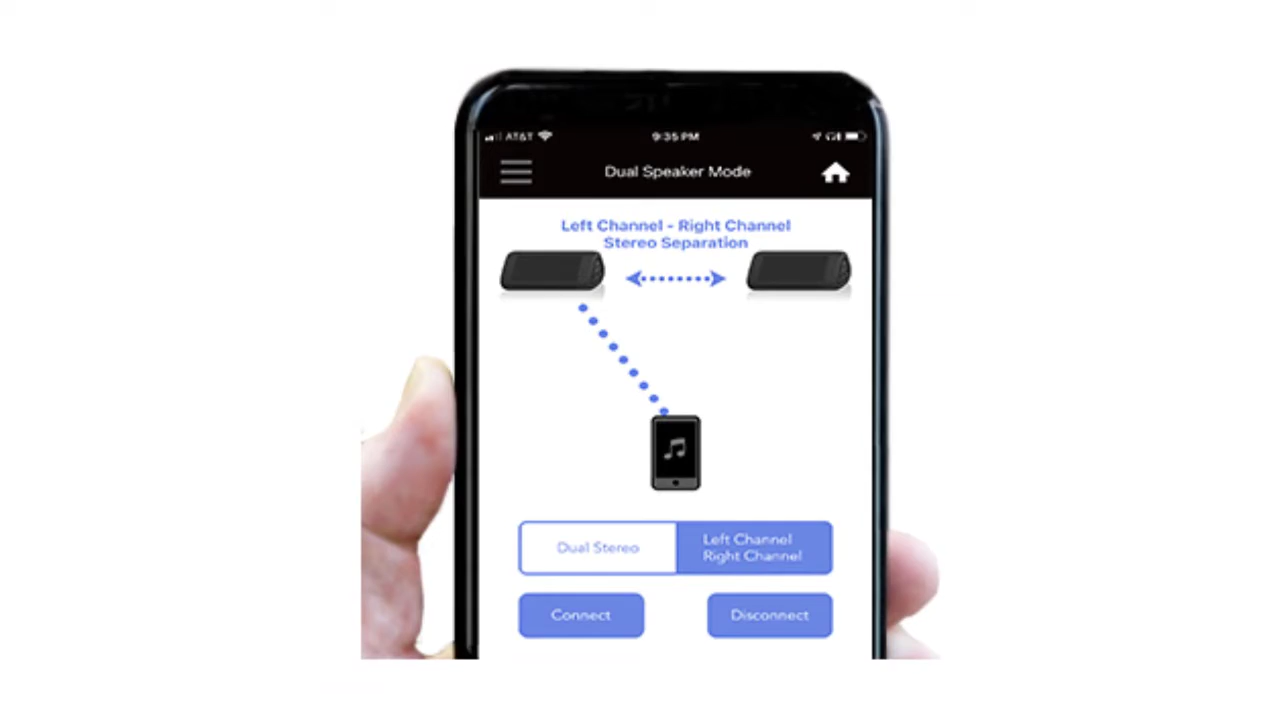 AT&T
9:35 PM
Dual Speaker Mode
Left Channel - Right Channel
Stereo Separation
Dual Stereo
Left Channel
Right Channel
Connect
Disconnect